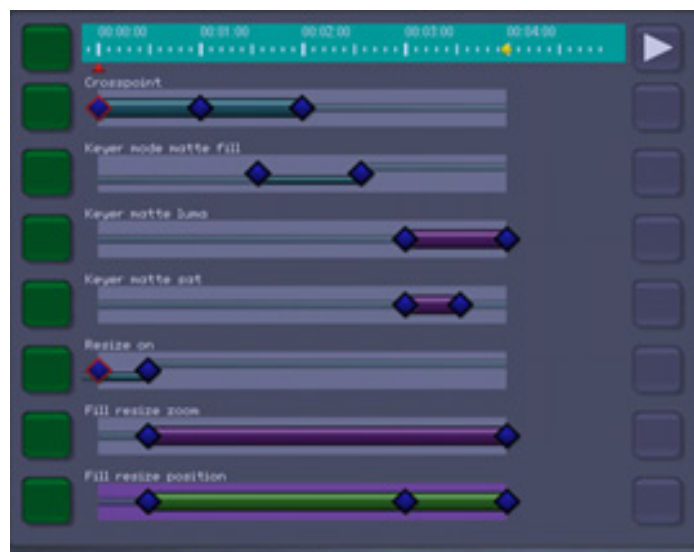 00:00:00 00:01:00 00:02:00 00:03:00 00:04:00
Crosspoint
Keyer mode matte fill
Keyer matte luma
Keyer matte sat
Resize on
Fill resize zoom
Fill resize position